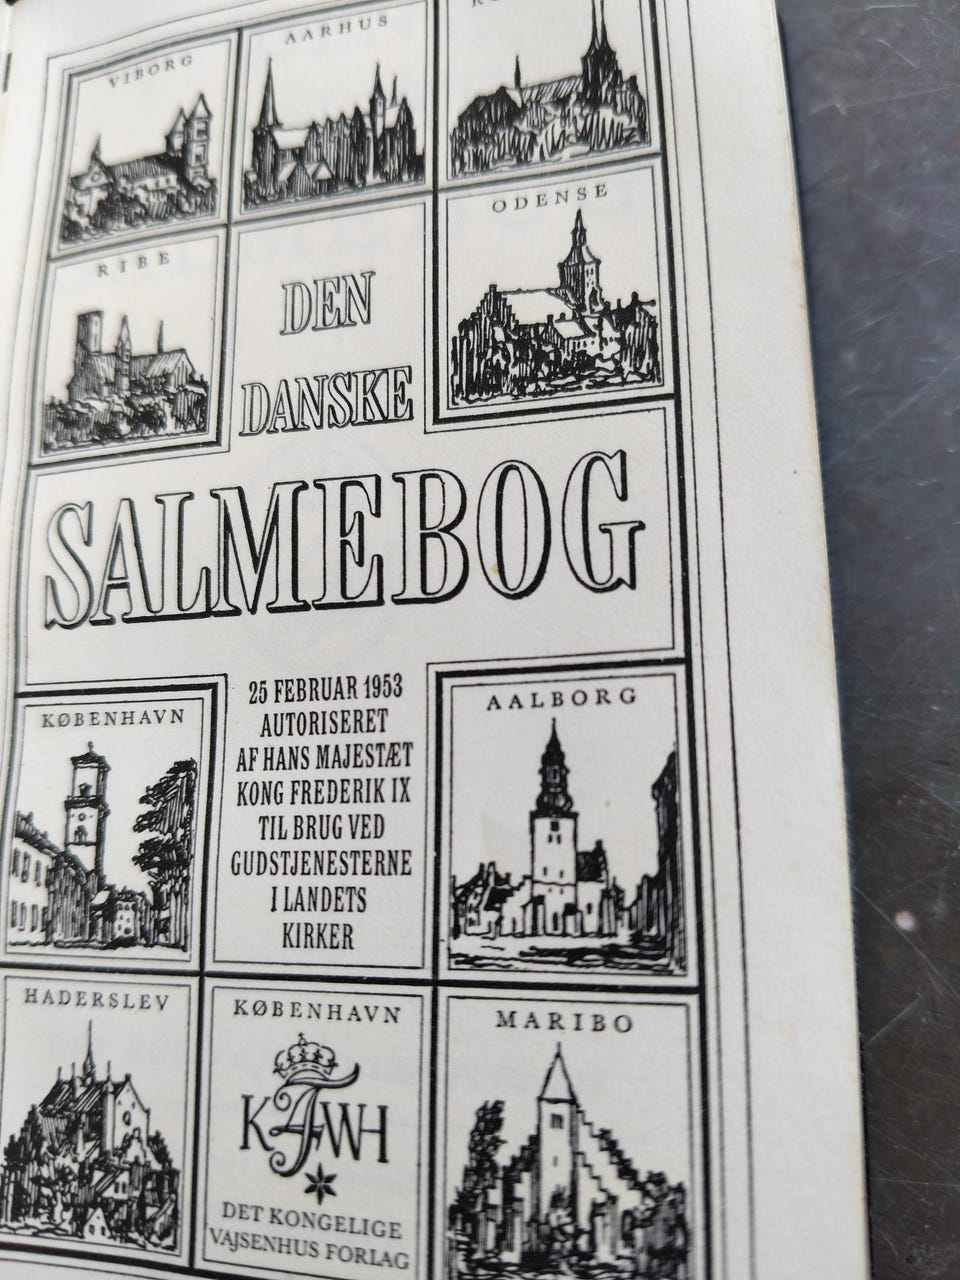 VIBORG
AARHUS
RIBE
DEN
DANSKE
ODENSE
SALMEBOG
KØBENHAVN
25 FEBRUAR 1953
AUTORISERET
AF HANS MAJESTÆT
KONG FREDERIK IX
TIL BRUG VED
GUDSTJENESTERNE
I LANDETS
KIRKER
AALBORG
HADERSLEV
KØBENHAVN
K F WH
DET KONGELIGE
VAJSENHUS FORLAG
MARIBO